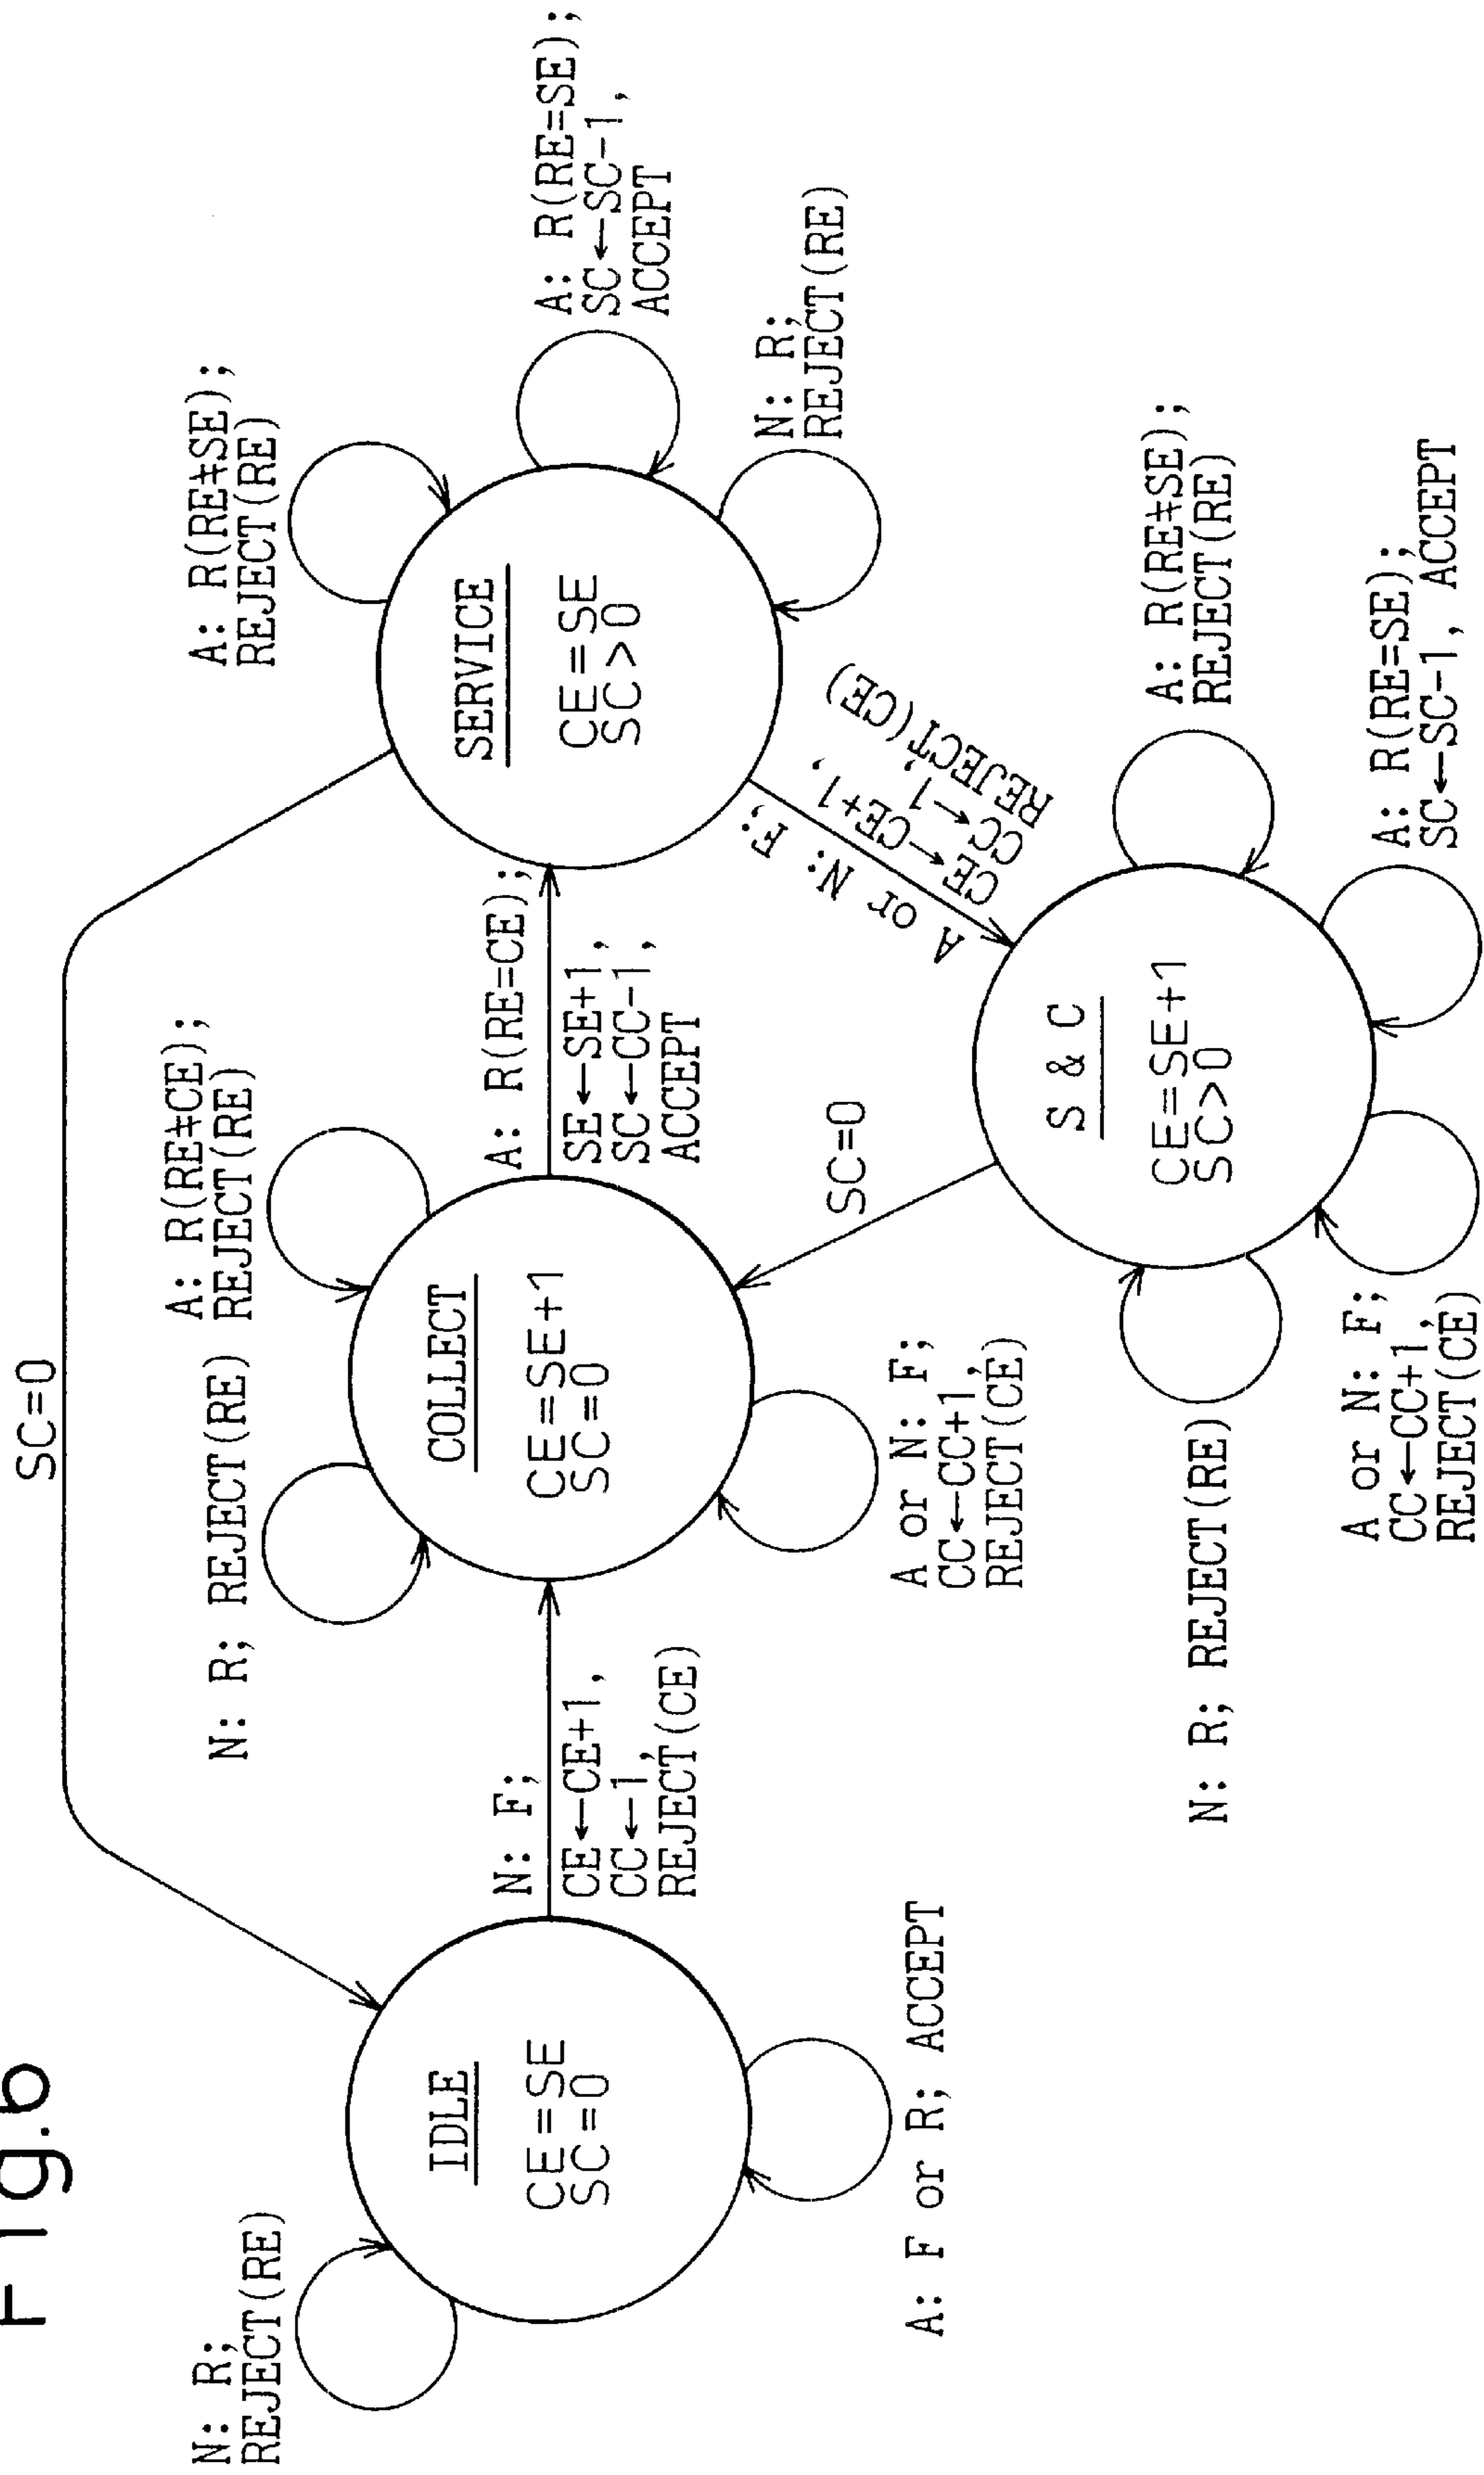 Fig.6
SC=0
N: R;
REJECT(RE)
IDLE
CE=SE
SC=0
A: F or R; ACCEPT
N: F;
CE←CE+1,
CC←1,
REJECT(CE)
N: R; REJECT(RE)
A: R(RE≠CE);
REJECT(RE)
COLLECT
CE=SE+1
SC=0
A or N: F;
CC←CC+1,
REJECT(CE)
A: R(RE=CE);
SE←SE+1,
SC←CC-1,
ACCEPT
A: R(RE≠SE);
REJECT(RE)
SERVICE
CE=SE
SC>0
A: R(RE=SE);
SC←SC-1,
ACCEPT
N: R;
REJECT(RE)
A or N: F;
CE←CE+1,
CC←1,
REJECT(CE)
SC=0
S & C
CE=SE+1
SC>0
A: R(RE≠SE);
REJECT(RE)
A: R(RE=SE);
SC←SC-1, ACCEPT
N: R; REJECT(RE)
A or N: F;
CC←CC+1,
REJECT(CE)